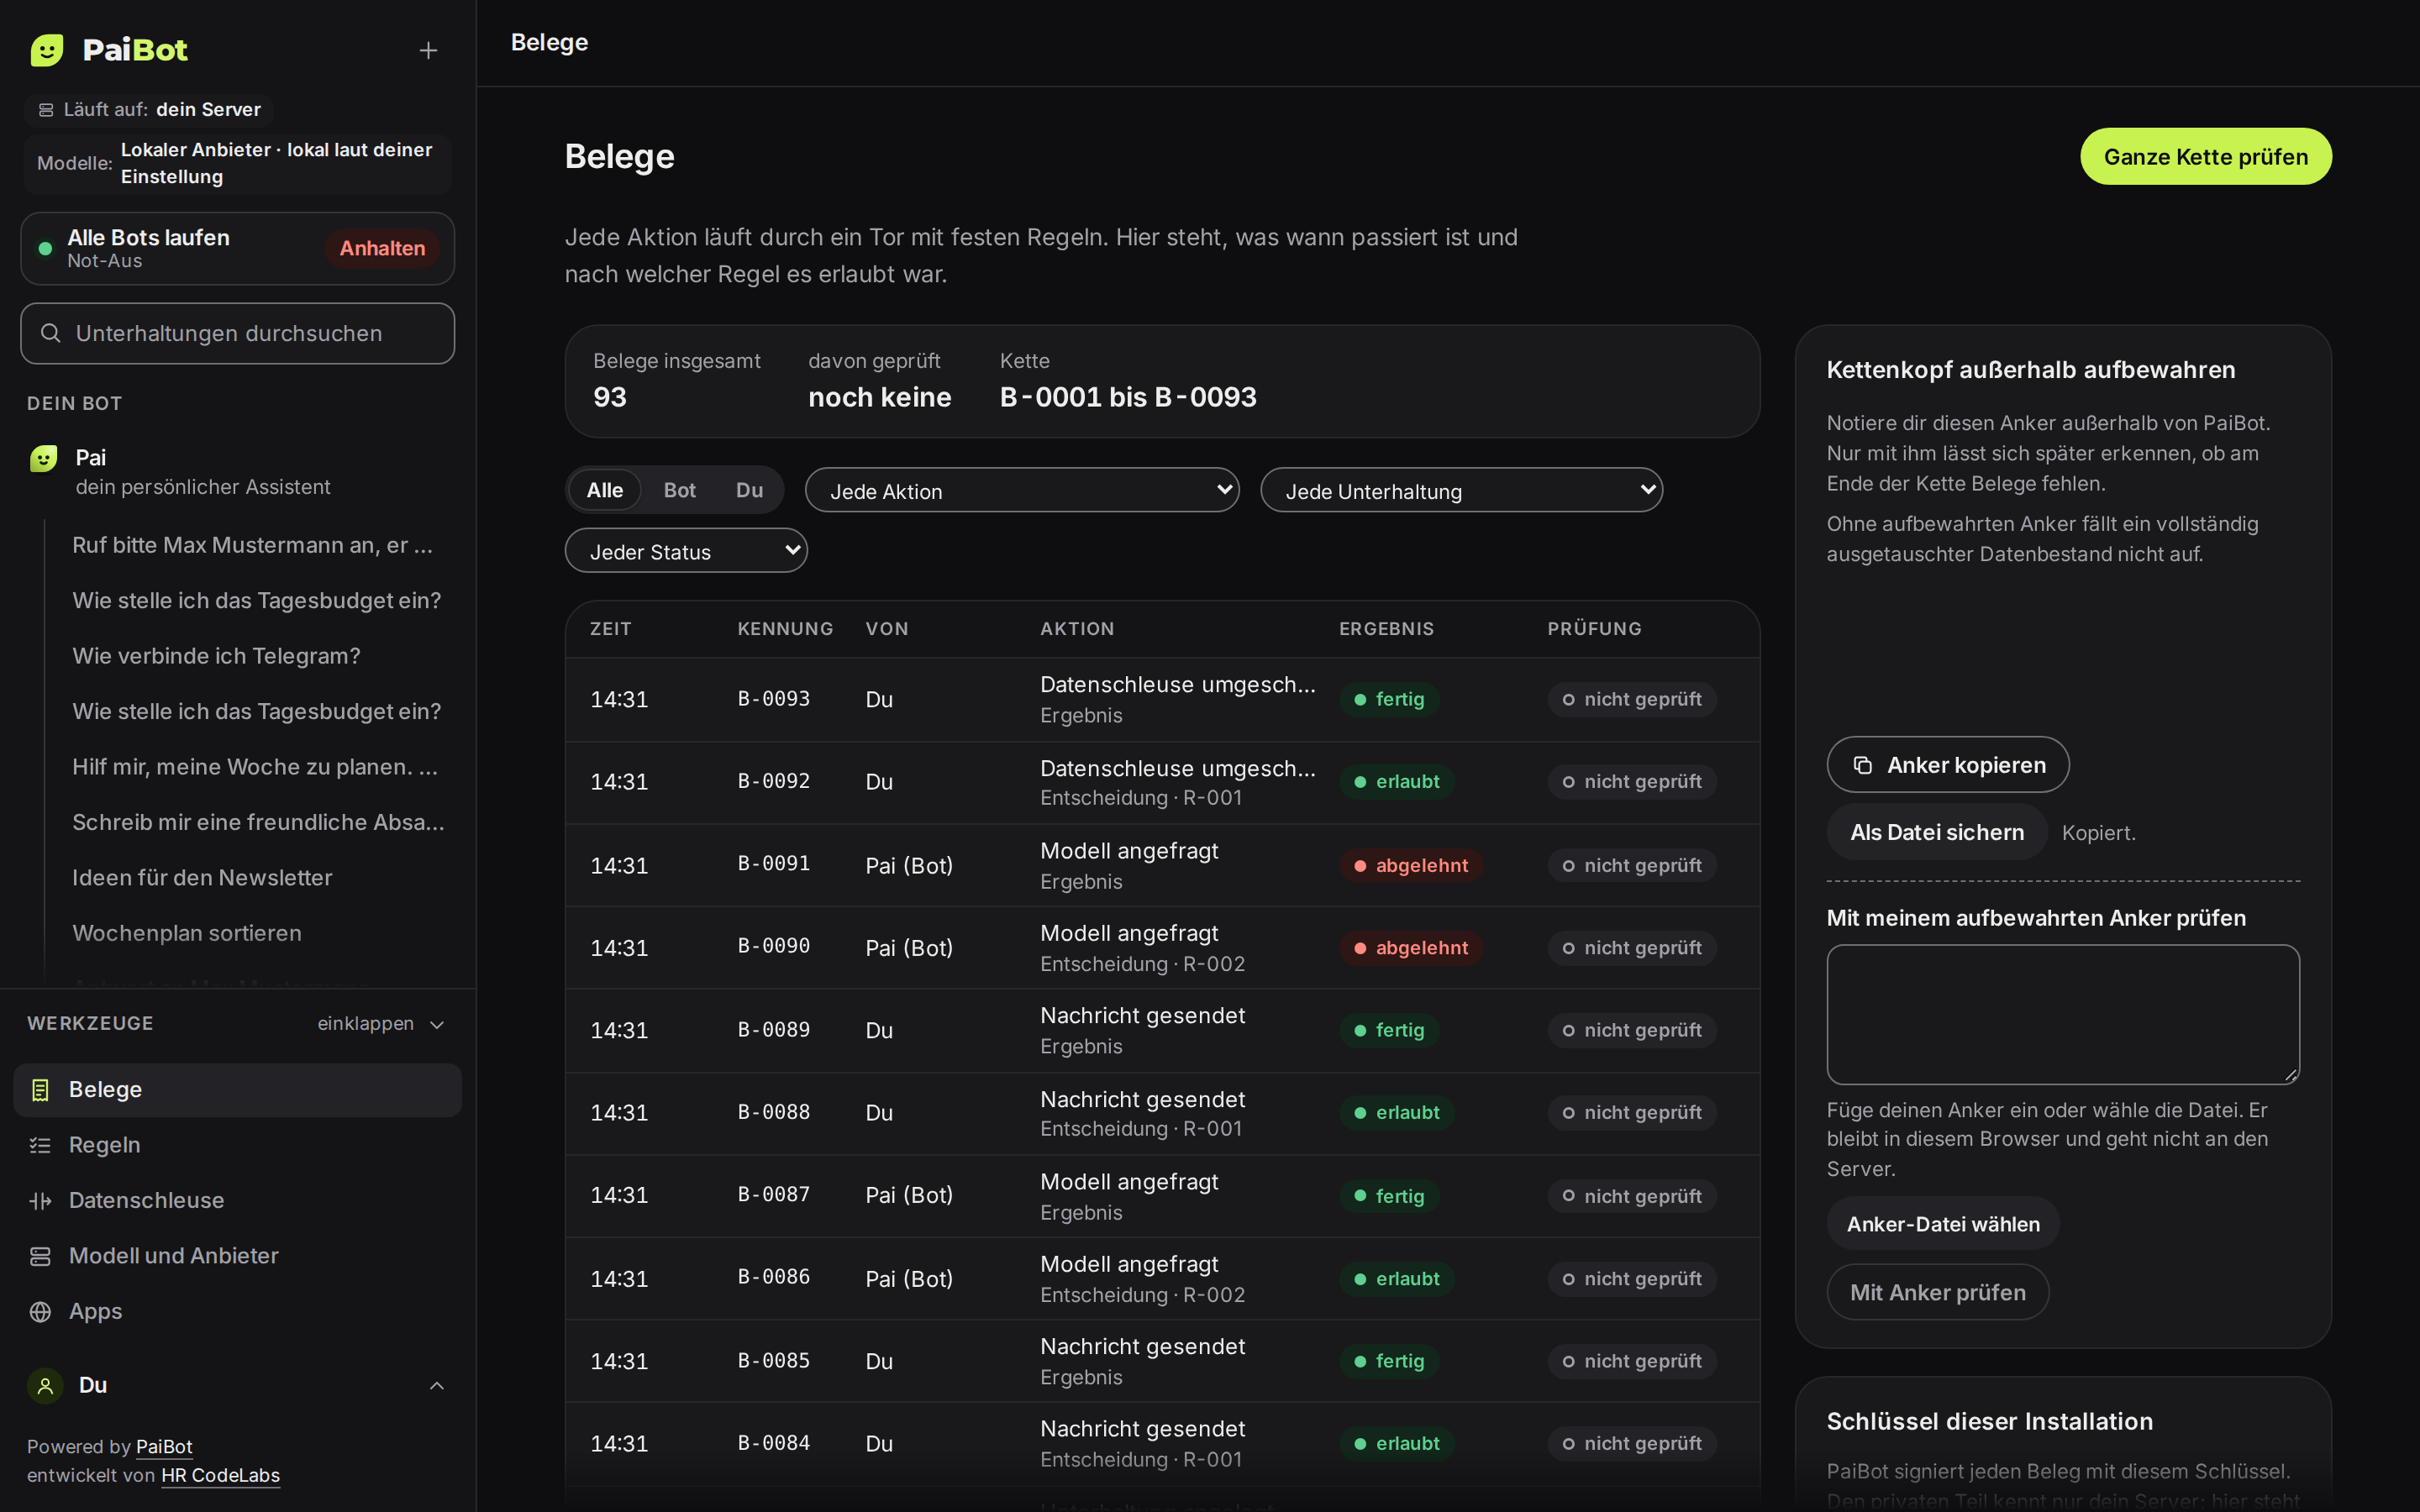 PaiBot
Läuft auf: dein Server
Modelle: Lokaler Anbieter · lokal laut deiner
Einstellung
Alle Bots laufen
Not-Aus
Anhalten
Unterhaltungen durchsuchen
DEIN BOT
Pai
dein persönlicher Assistent
Ruf bitte Max Mustermann an, er ...
Wie stelle ich das Tagesbudget ein?
Wie verbinde ich Telegram?
Wie stelle ich das Tagesbudget ein?
Hilf mir, meine Woche zu planen. ...
Schreib mir eine freundliche Absa...
Ideen für den Newsletter
Wochenplan sortieren
WERKZEUGE einklappen
Belege
Regeln
Datenschleuse
Modell und Anbieter
Apps
Du
Powered by PaiBot
entwickelt von HR CodeLabs
Belege
Belege
Ganze Kette prüfen
Jede Aktion läuft durch ein Tor mit festen Regeln. Hier steht, was wann passiert ist und
nach welcher Regel es erlaubt war.
Belege insgesamt davon geprüft Kette
93 noch keine B-0001 bis B-0093
Alle Bot Du Jede Aktion Jede Unterhaltung
Jeder Status
ZEIT KENNUNG VON AKTION ERGEBNIS PRÜFUNG
14:31 B-0093 Du Datenschleuse umgesch... fertig nicht geprüft
Ergebnis
14:31 B-0092 Du Datenschleuse umgesch... erlaubt nicht geprüft
Entscheidung · R-001
14:31 B-0091 Pai (Bot) Modell angefragt abgelehnt nicht geprüft
Ergebnis
14:31 B-0090 Pai (Bot) Modell angefragt abgelehnt nicht geprüft
Entscheidung · R-002
14:31 B-0089 Du Nachricht gesendet fertig nicht geprüft
Ergebnis
14:31 B-0088 Du Nachricht gesendet erlaubt nicht geprüft
Entscheidung · R-001
14:31 B-0087 Pai (Bot) Modell angefragt fertig nicht geprüft
Ergebnis
14:31 B-0086 Pai (Bot) Modell angefragt erlaubt nicht geprüft
Entscheidung · R-002
14:31 B-0085 Du Nachricht gesendet fertig nicht geprüft
Ergebnis
14:31 B-0084 Du Nachricht gesendet erlaubt nicht geprüft
Entscheidung · R-001
Kettenkopf außerhalb aufbewahren
Notiere dir diesen Anker außerhalb von PaiBot.
Nur mit ihm lässt sich später erkennen, ob am
Ende der Kette Belege fehlen.
Ohne aufbewahrten Anker fällt ein vollständig
ausgetauschter Datenbestand nicht auf.
Anker kopieren
Als Datei sichern Kopiert.
Mit meinem aufbewahrten Anker prüfen
Füge deinen Anker ein oder wähle die Datei. Er
bleibt in diesem Browser und geht nicht an den
Server.
Anker-Datei wählen
Mit Anker prüfen
Schlüssel dieser Installation
PaiBot signiert jeden Beleg mit diesem Schlüssel.
Den privaten Teil kennt nur dein Server; hier steht